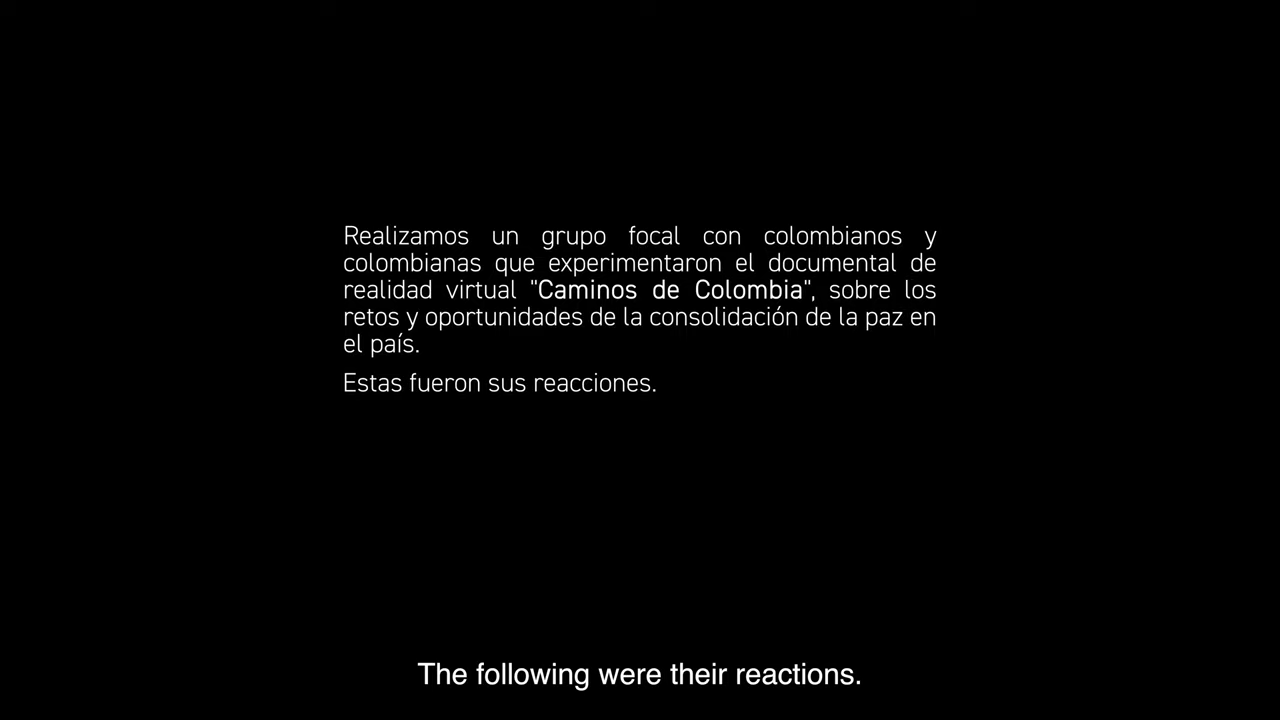 Realizamos un grupo focal con colombianos y
colombianas que experimentaron el documental de
realidad virtual "Caminos de Colombia", sobre los
retos y oportunidades de la consolidación de la paz en
el país.
Estas fueron sus reacciones.
The following were their reactions.